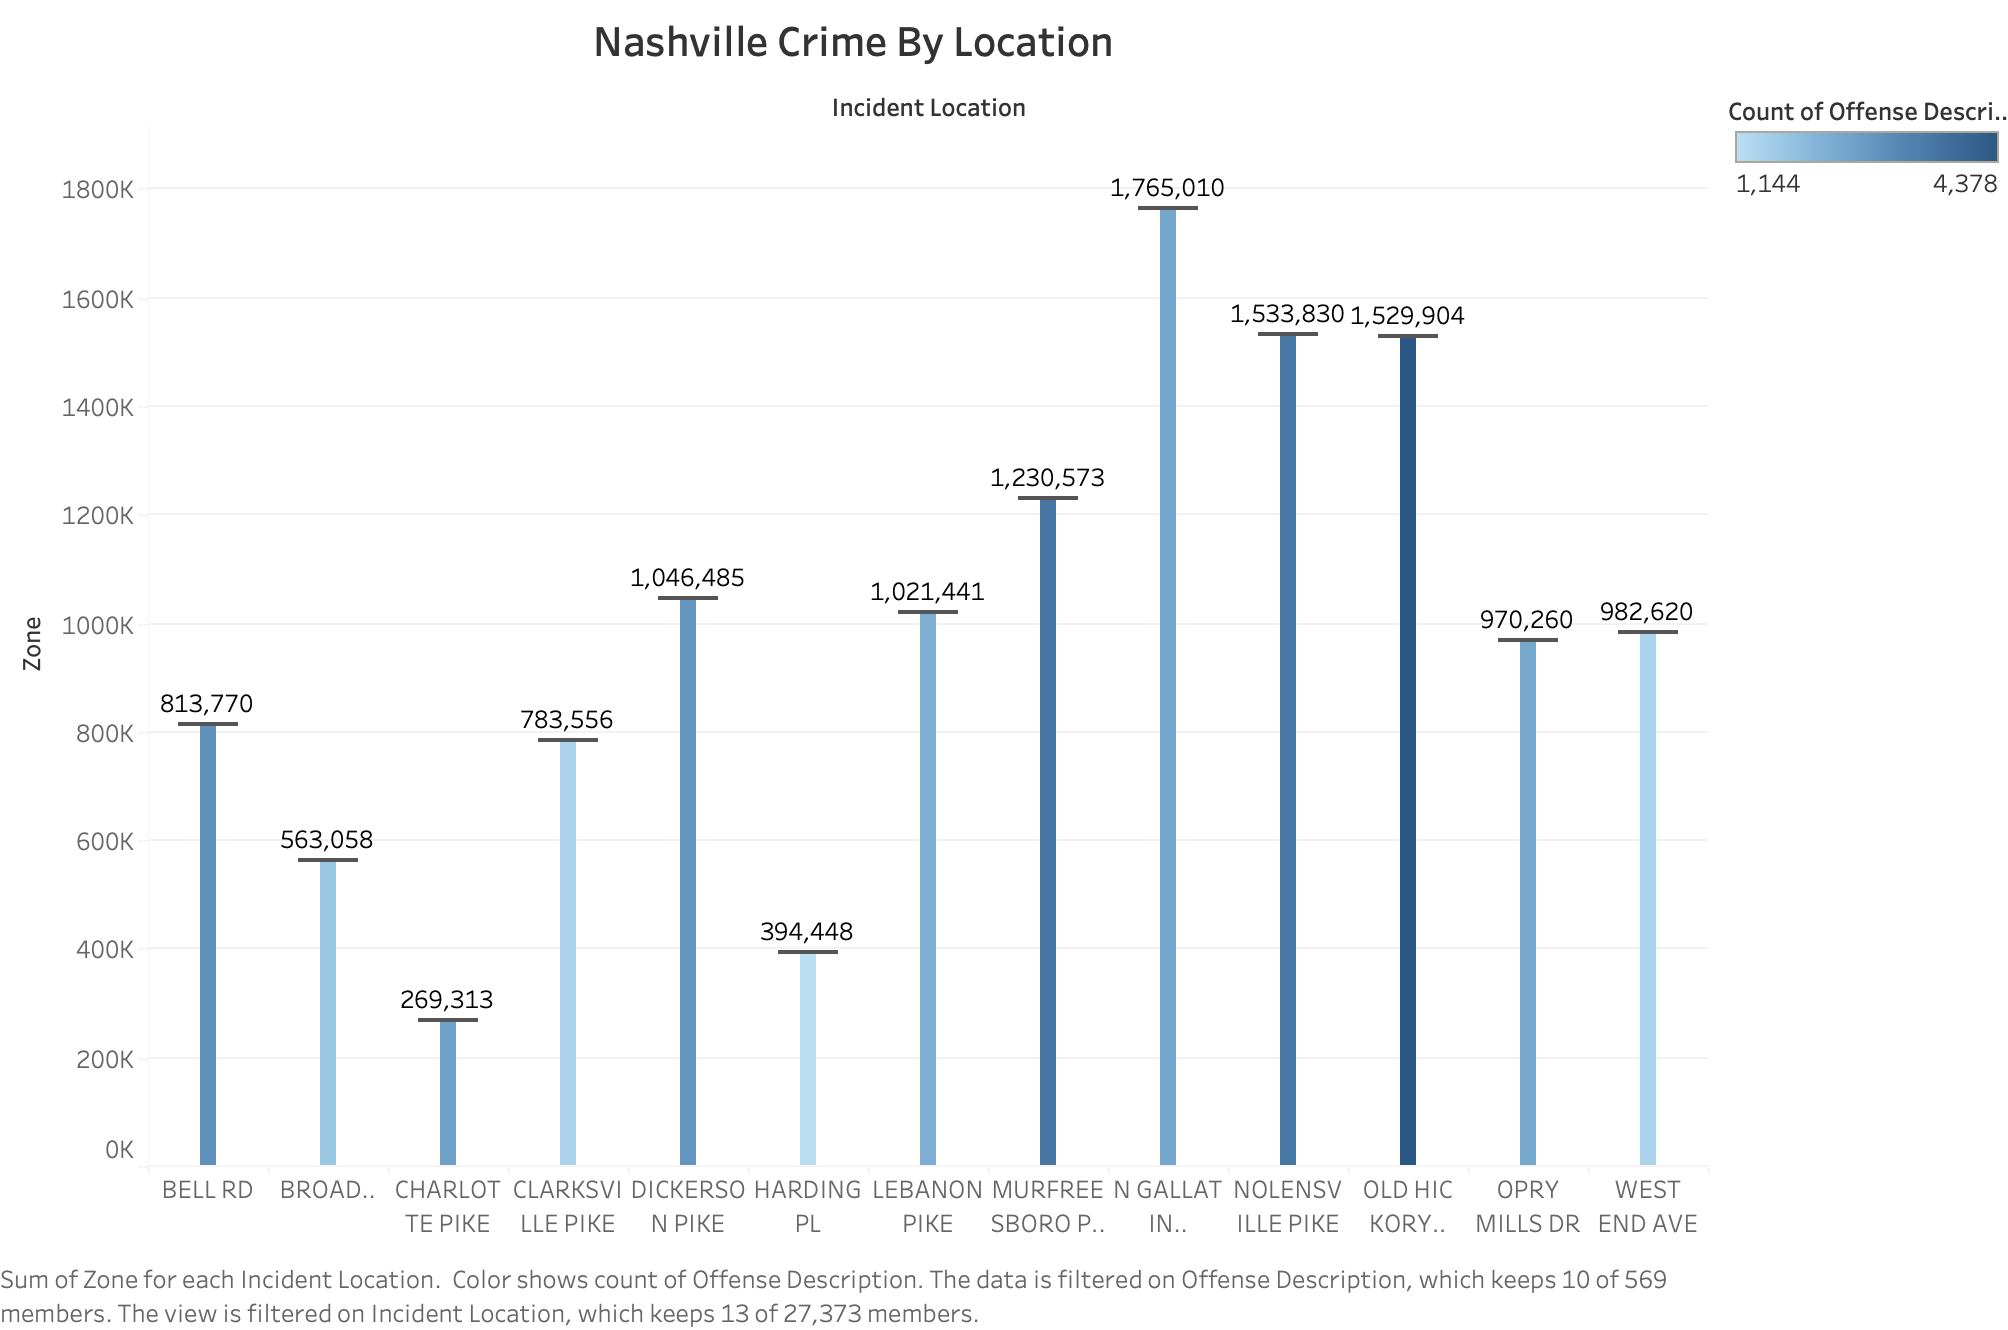 Nashville Crime By Location
Incident Location
Count of Offense Descri..
1,144 4,378
Zone
1800K
1600K
1400K
1200K
1000K
800K
600K
400K
200K
0K
813,770
563,058
269,313
783,556
1,046,485
394,448
1,021,441
1,230,573
1,765,010
1,533,830
1,529,904
970,260
982,620
BELL RD
BROAD..
CHARLOT
TE PIKE
CLARKSVI
LLE PIKE
DICKERSO
N PIKE
HARDING
PL
LEBANON
PIKE
MURFREE
SBORO P..
N GALLAT
IN..
NOLENSV
ILLE PIKE
OLD HIC
KORY..
OPRY
MILLS DR
WEST
END AVE
Sum of Zone for each Incident Location.  Color shows count of Offense Description. The data is filtered on Offense Description, which keeps 10 of 569
members. The view is filtered on Incident Location, which keeps 13 of 27,373 members.